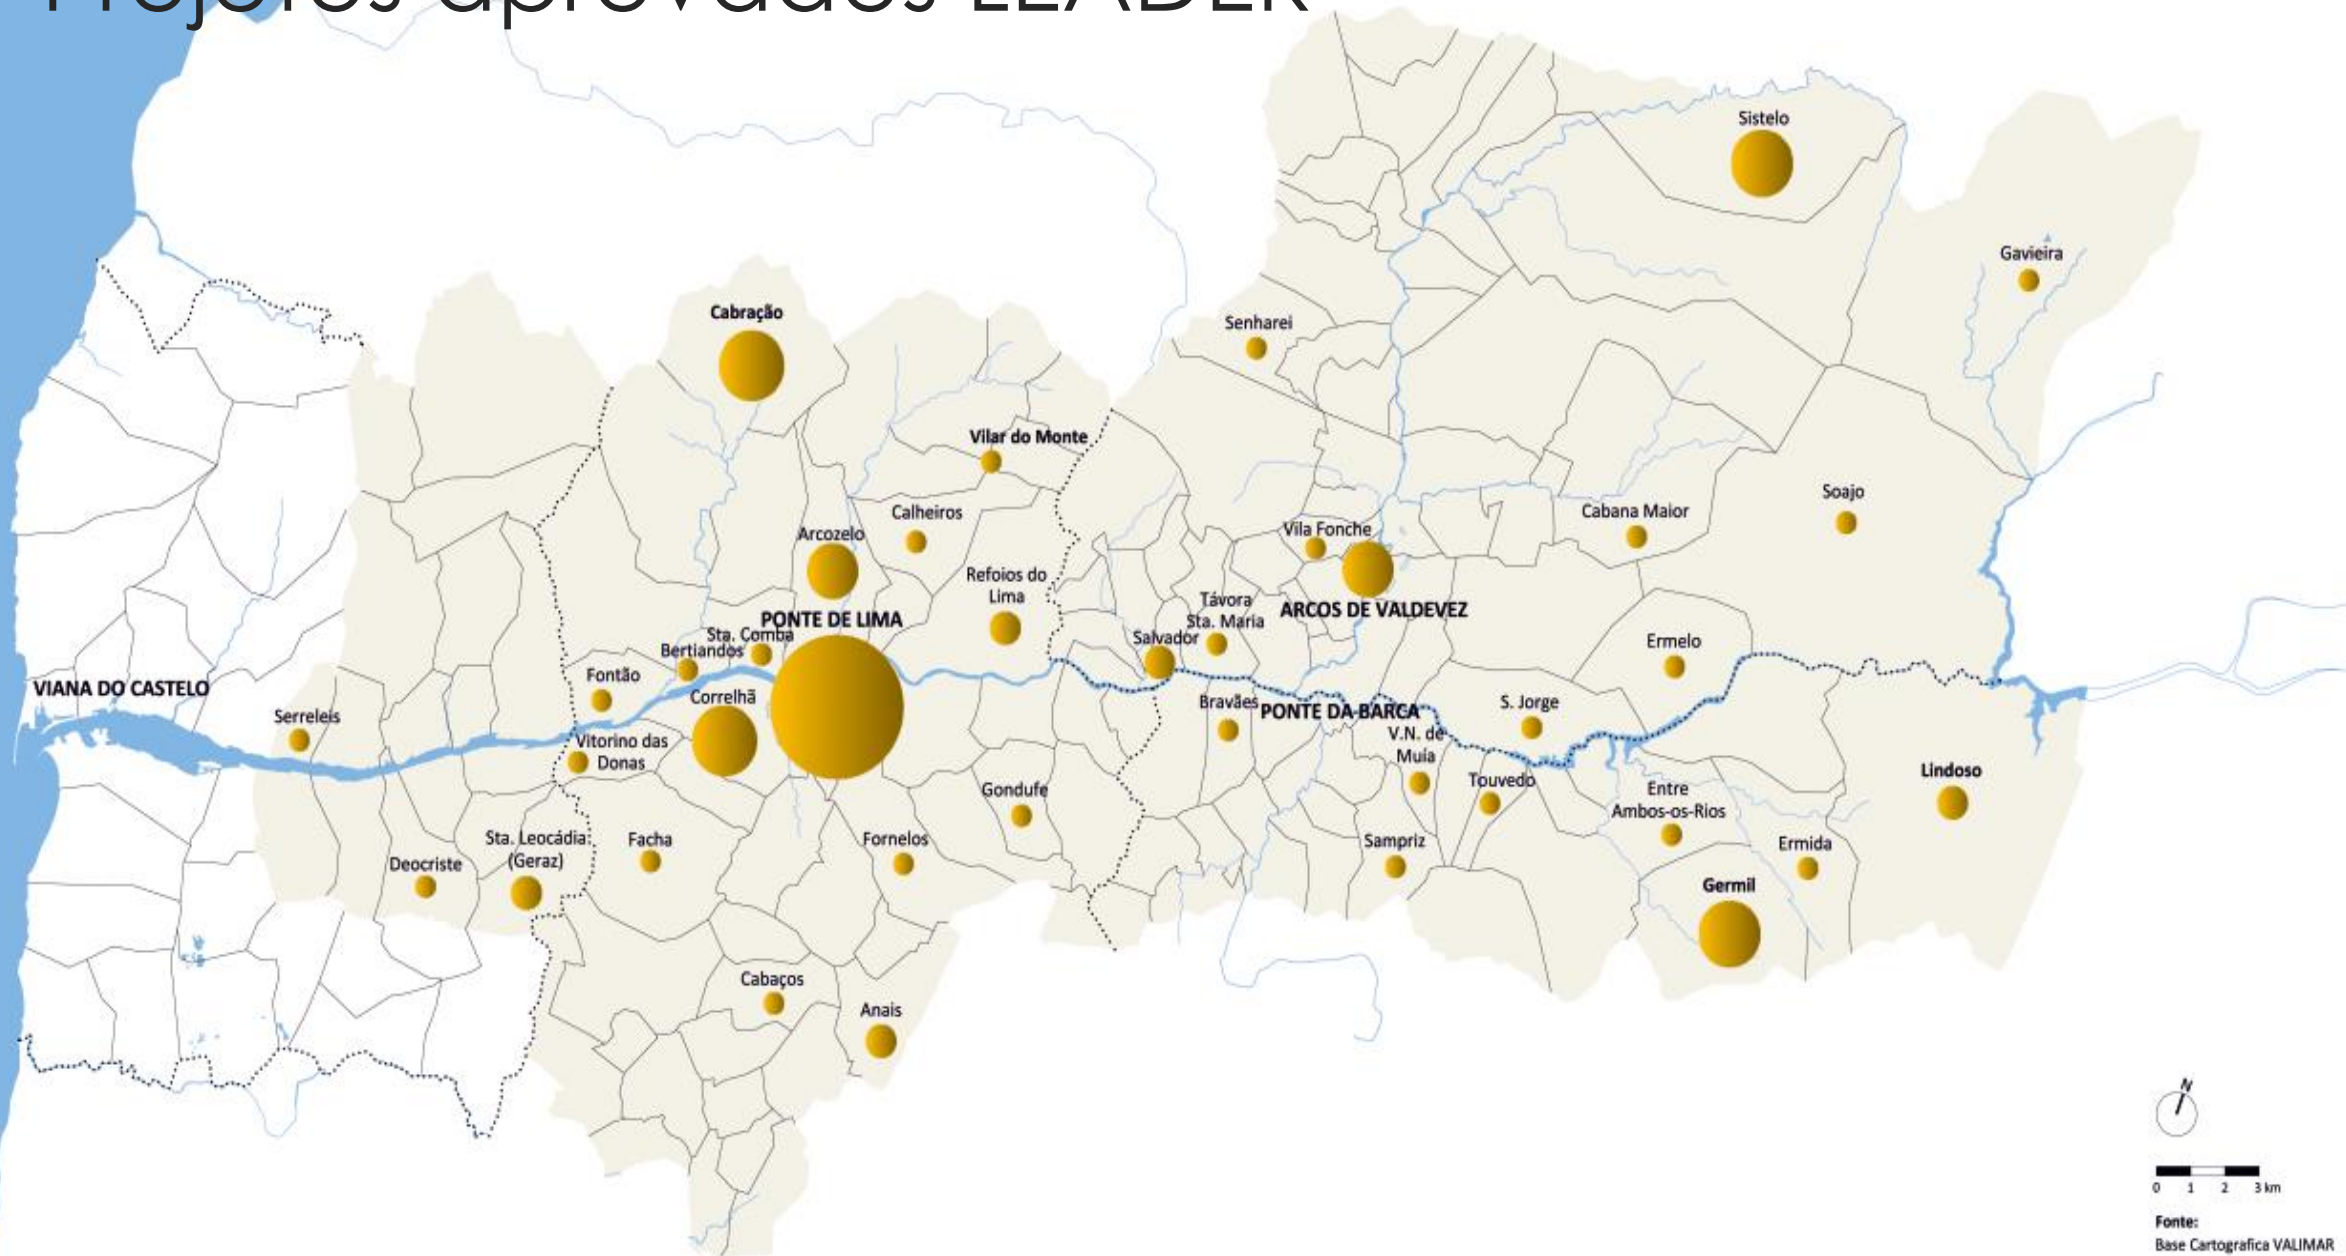 Projetos aprovados LEADER
Sistelo
Gavieira
Cabração
Senharei
Vilar do Monte
Soajo
Calheiros
Cabana Maior
Arcozelo
Vila Fonche
Refoios do
Lima
Távora
Sta. Maria
ARCOS DE VALDEVEZ
PONTE DE LIMA
Sta. Comba
Bertiandos
Salvador
Ermelo
Fontão
VIANA DO CASTELO
Correlhã
Serreleis
Bravães
PONTE DA BARCA
S. Jorge
Vitorino das
Donas
V.N. de
Muía
Lindoso
Touvedo
Gondufe
Entre
Ambos-os-Rios
Sta. Leocádia
(Geraz)
Facha
Fornelos
Sampriz
Ermida
Deocriste
Germil
Cabaços
Anais
N
0 1 2 3 km
Fonte:
Base Cartografica VALIMAR